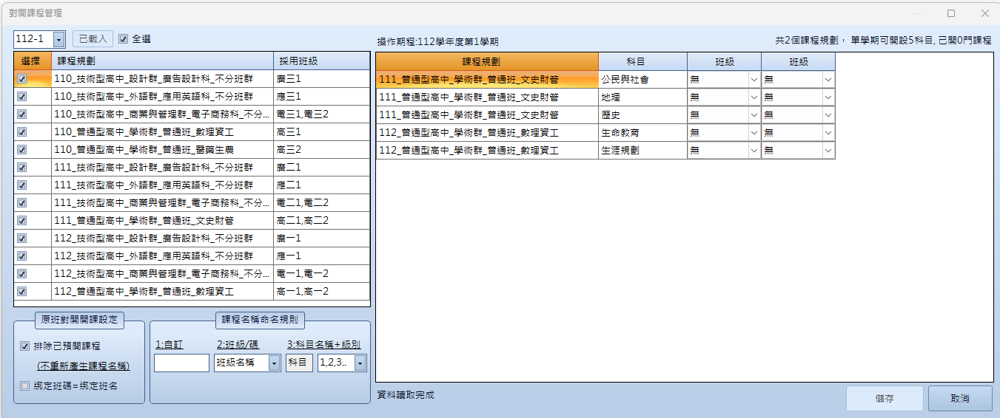 對開課程管理
112-1 已載入 全選
操作期程:112學年度第1學期
共2個課程規劃， 單學期可開設5科目, 已開0門課程
選擇 課程規劃 採用班級
110_技術型高中_設計群_廣告設計科_不分班群 廣三1
110_技術型高中_外語群_應用英語科_不分班群 應三1
110_技術型高中_商業與管理群_電子商務科_不分... 電三1,電三2
110_普通型高中_學術群_普通班_數理資工 高三1
110_普通型高中_學術群_普通班_醫藥生農 高三2
111_技術型高中_設計群_廣告設計科_不分班群 廣二1
111_技術型高中_外語群_應用英語科_不分班群 應二1
111_技術型高中_商業與管理群_電子商務科_不分... 電二1,電二2
111_普通型高中_學術群_普通班_文史財管 高二1,高二2
112_技術型高中_設計群_廣告設計科_不分班群 廣一1
112_技術型高中_外語群_應用英語科_不分班群 應一1
112_技術型高中_商業與管理群_電子商務科_不分... 電一1,電一2
112_普通型高中_學術群_普通班_數理資工 高一1,高一2
課程規劃 科目 班級 班級
111_普通型高中_學術群_普通班_文史財管 公民與社會 無 無
111_普通型高中_學術群_普通班_文史財管 地理 無 無
111_普通型高中_學術群_普通班_文史財管 歷史 無 無
112_普通型高中_學術群_普通班_數理資工 生命教育 無 無
112_普通型高中_學術群_普通班_數理資工 生涯規劃 無 無
原班對開開課設定
排除已預開課程
(不重新產生課程名稱)
綁定班碼=綁定班名
課程名稱命名規則
1:自訂 2:班級/碼 3:科目名稱+級別
班級名稱 科目 1,2,3..
資料讀取完成
儲存 取消